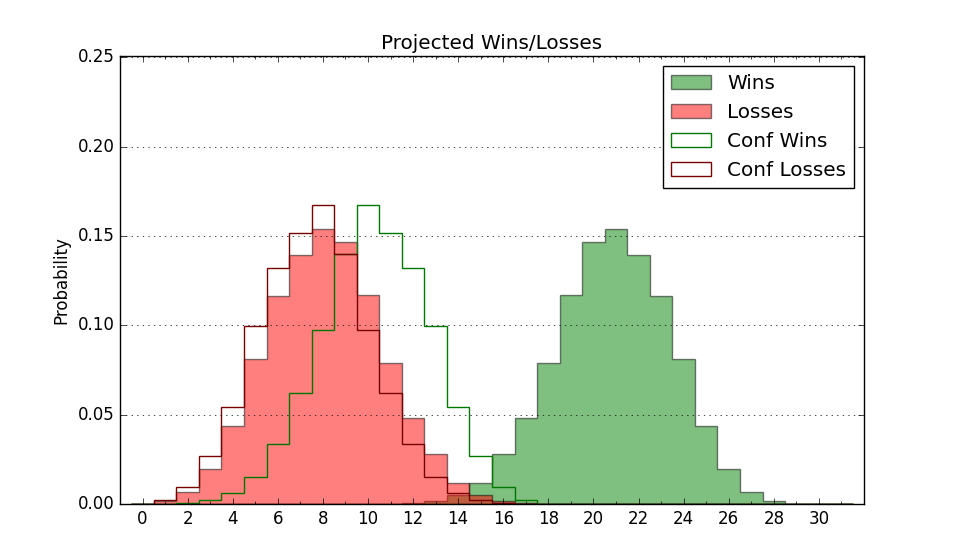 Projected Wins/Losses
0.25
0.20
0.15
0.10
0.05
0.00
Probability
Wins
Losses
Conf Wins
Conf Losses
0 2 4 6 8 10 12 14 16 18 20 22 24 26 28 30